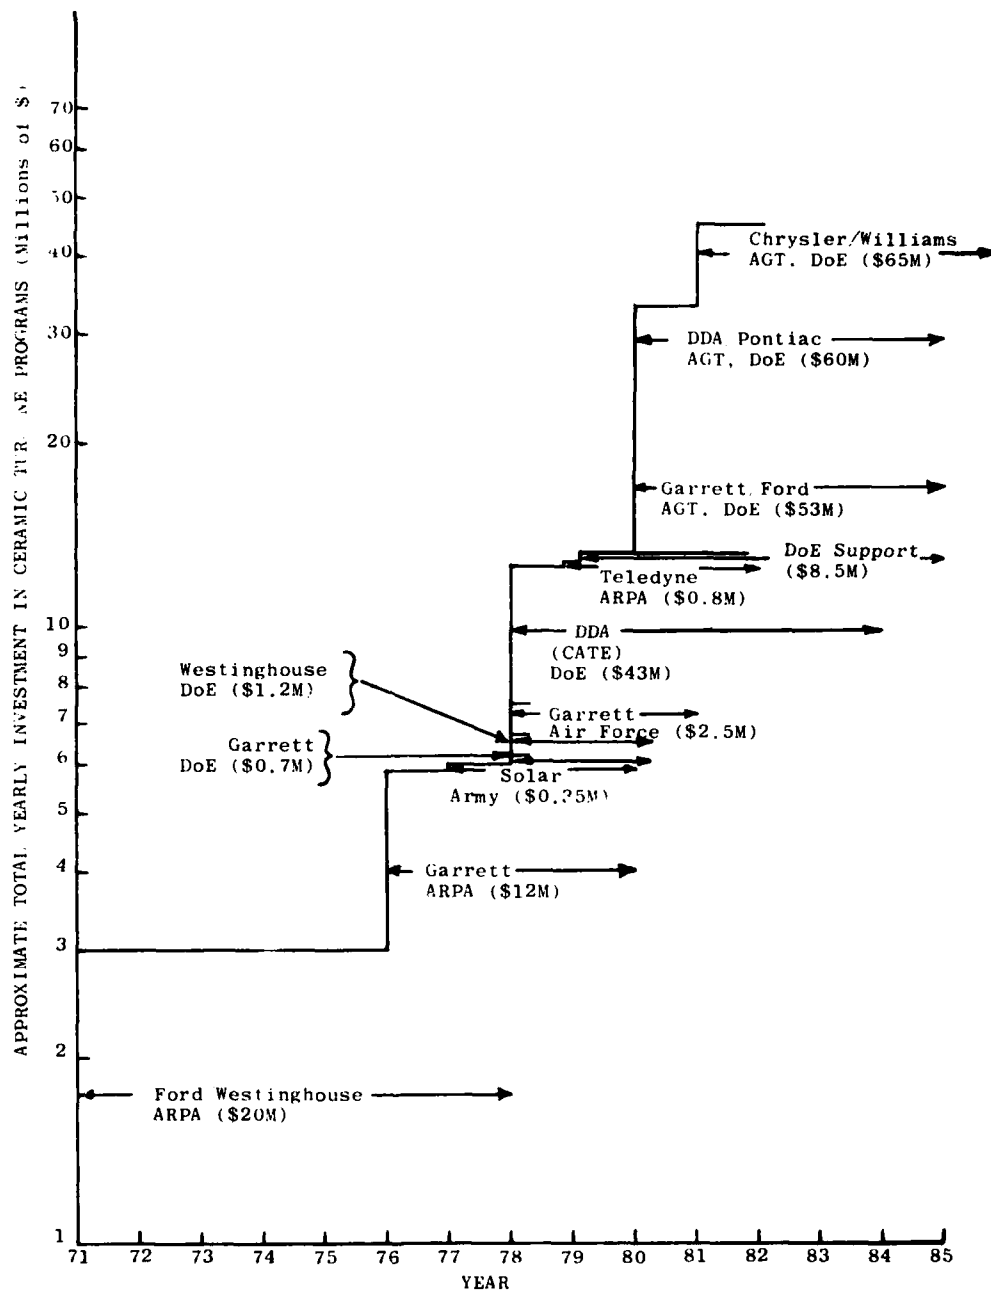 APPROXIMATE TOTAL YEARLY INVESTMENT IN CERAMIC PROGRAMS (Millions of $)
70
60
50
40
30
20
10
9
8
7
6
5
4
3
2
1
Chrysler/Williams
AGT. DoE ($65M)
DDA Pontiac
AGT, DoE ($60M)
Garrett Ford
AGT. DoE ($53M)
DoE Support
($8.5M)
Teledyne
ARPA ($0.8M)
DDA
(CATE)
DoE ($43M)
Westinghouse
DoE ($1.2M)
Garrett
Air Force ($2.5M)
Garrett
DoE ($0.7M)
Solar
Army
Garrett
ARPA ($12M)
Ford Westinghouse
ARPA ($20M)
71 72 73 74 75 76 77 78 79 80 81 82 83 84 85
YEAR